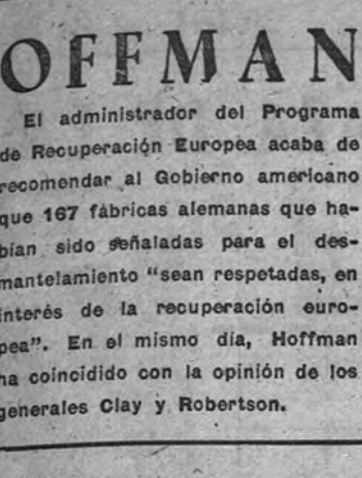 OFFMAN
El administrador del Programa
de Recuperación Europea acaba de
recomendar al Gobierno americano
que 167 fábricas alemanas que ha-
bían sido señaladas para el des-
mantelamiento "sean respetadas, en
interés de la recuperación euro-
pea". En el mismo día, Hoffman
ha coincidido con la opinión de los
generales Clay y Robertson.